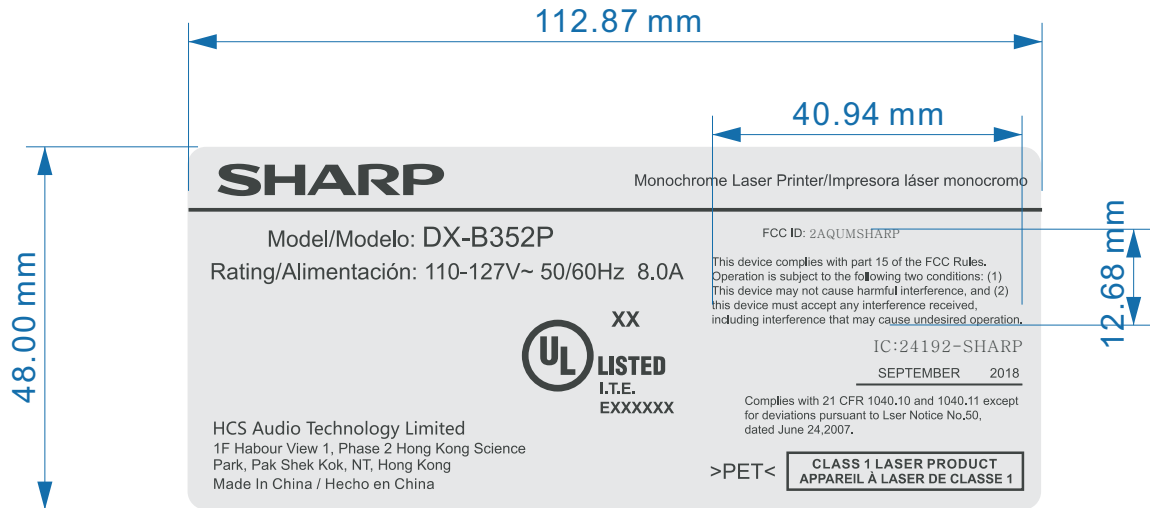 112.87 mm
40.94 mm
48.00 mm
12.68 mm
SHARP
Monochrome Laser Printer/Impresora láser monocromo
Model/Modelo: DX-B352P
Rating/Alimentación: 110-127V~ 50/60Hz 8.0A
FCC ID: 2AQUMSHARP
This device complies with part 15 of the FCC Rules.
Operation is subject to the following two conditions: (1)
This device may not cause harmful interference, and (2)
this device must accept any interference received,
including interference that may cause undesired operation.
XX
UL
LISTED
I.T.E.
EXXXXXX
IC:24192-SHARP
SEPTEMBER 2018
Complies with 21 CFR 1040.10 and 1040.11 except
for deviations pursuant to Lser Notice No.50,
dated June 24,2007.
HCS Audio Technology Limited
1F Habour View 1, Phase 2 Hong Kong Science
Park, Pak Shek Kok, NT, Hong Kong
Made In China / Hecho en China
>PET<
CLASS 1 LASER PRODUCT
APPAREIL À LASER DE CLASSE 1